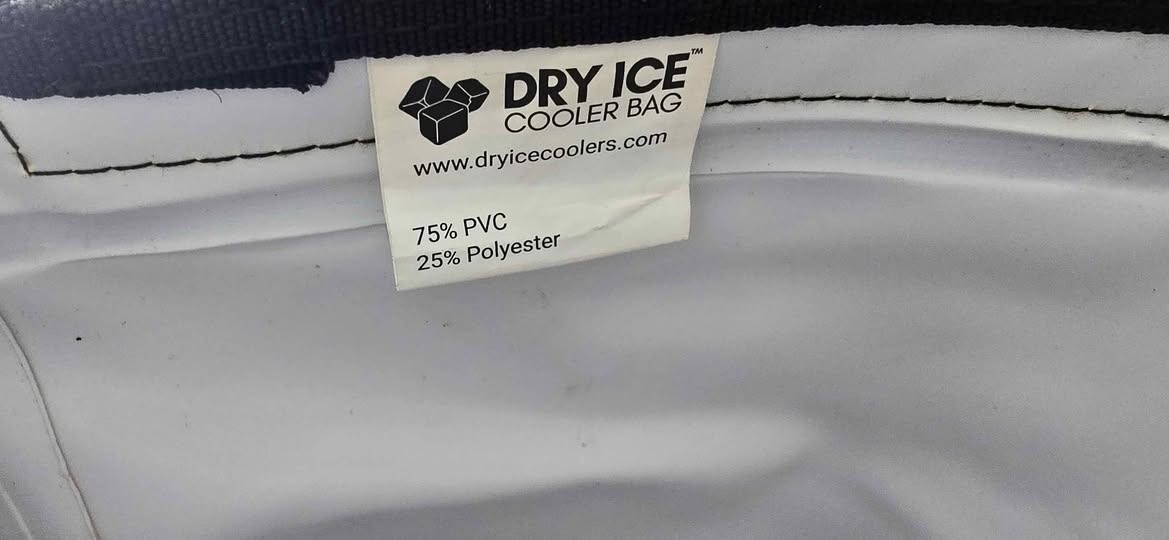 DRY ICE™
COOLER BAG
www.dryicecoolers.com
75% PVC
25% Polyester